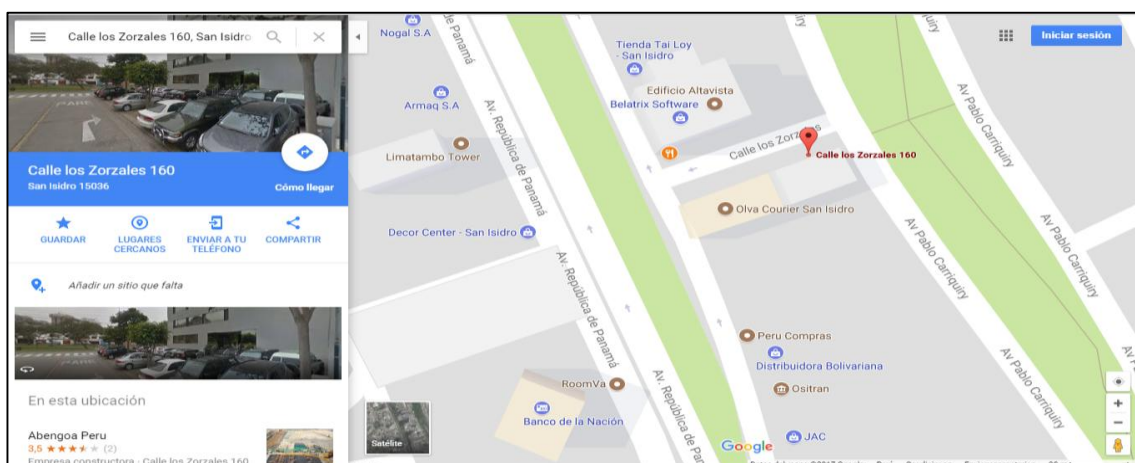 Calle los Zorzales 160, San Isidro
PARE
Calle los Zorzales 160
San Isidro 15036
Cómo llegar
GUARDAR
LUGARES
CERCANOS
ENVIAR A TU
TELÉFONO
COMPARTIR
Añadir un sitio que falta
En esta ubicación
Abengoa Peru
3,5 (2)
Empresa constructora · Calle los Zorzales 160
Nogal S.A
Armaq S.A
Limatambo Tower
Decor Center - San Isidro
RoomVa
Banco de la Nación
Satélite
Av. República de Panamá
Av. República de Panamá
Av. República de Panamá
Tienda Tai Loy
- San Isidro
Edificio Altavista
Belatrix Software
Calle los Zorzales
Calle los Zorzales 160
Olva Courier San Isidro
Peru Compras
Distribuidora Bolivariana
Ositran
JAC
Google
Iniciar sesión
Av Pablo Carriquiry
Av Pablo Carriquiry
Av Pablo Carriquiry
Av Pablo Carriquiry
Av